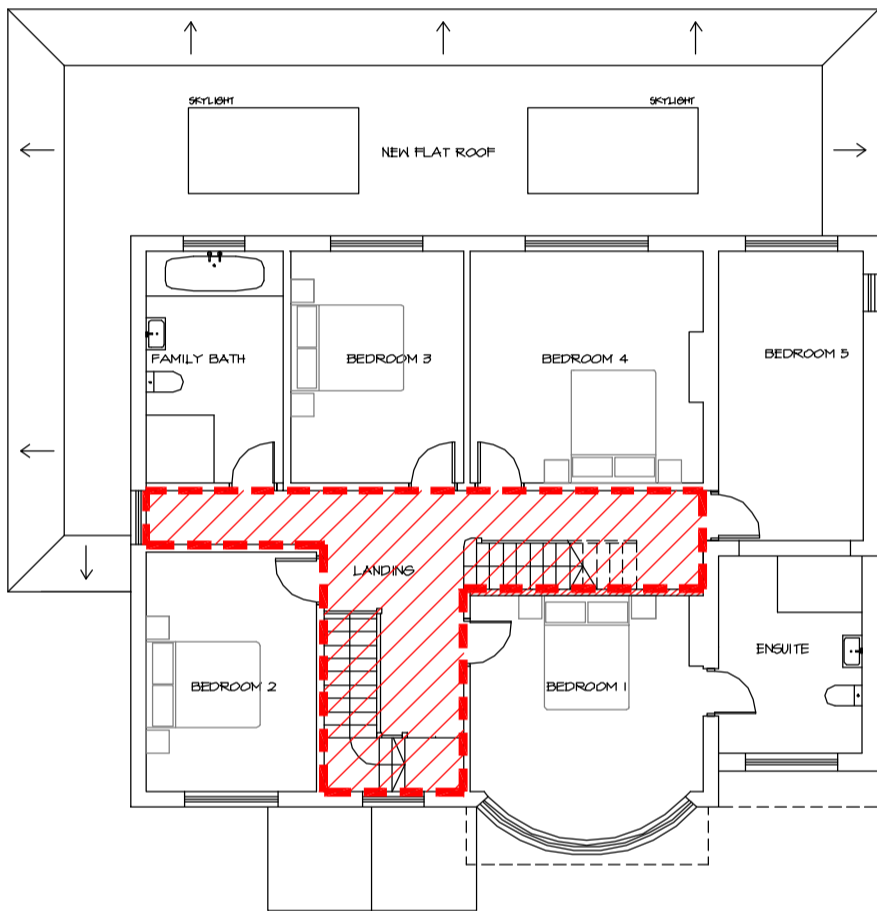 SKYLIGHT
SKYLIGHT
NEW FLAT ROOF
FAMILY BATH
BEDROOM 3
BEDROOM 4
BEDROOM 5
LANDING
ENSUITE
BEDROOM 2
BEDROOM 1